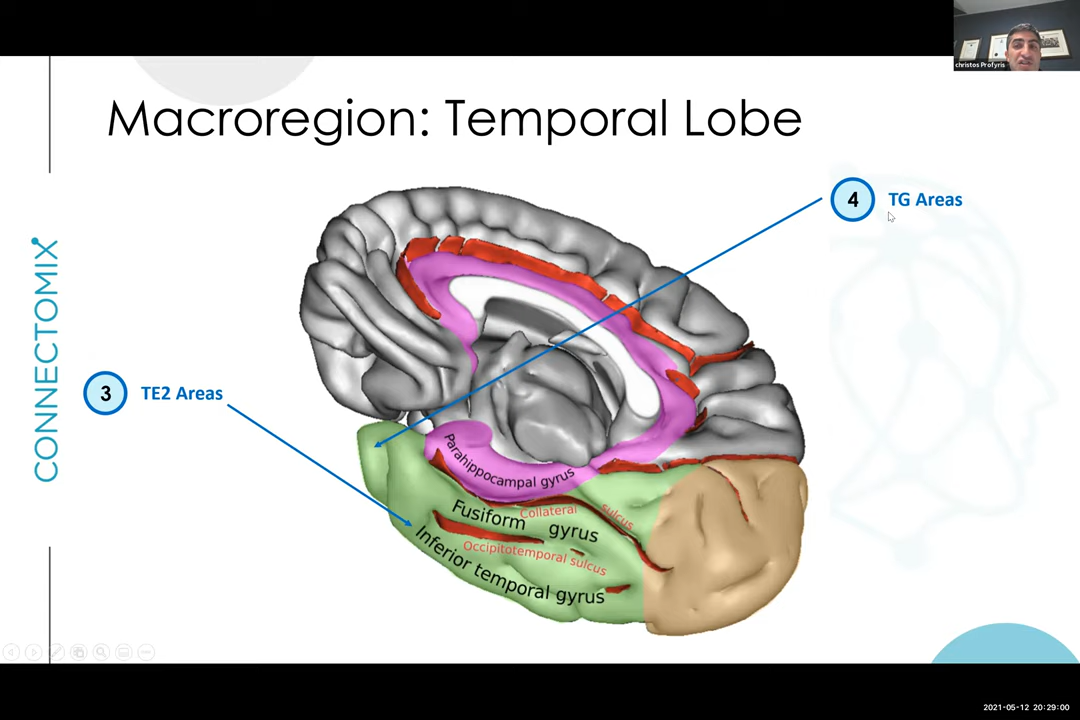 christos Profyris
Macroregion: Temporal Lobe
4
TG Areas
CONNECTOMIX
3
TE2 Areas
Parahippocampal gyrus
Collateral sulcus
Fusiform gyrus
Occipitotemporal sulcus
Inferior temporal gyrus
2021-05-12 20:29:00